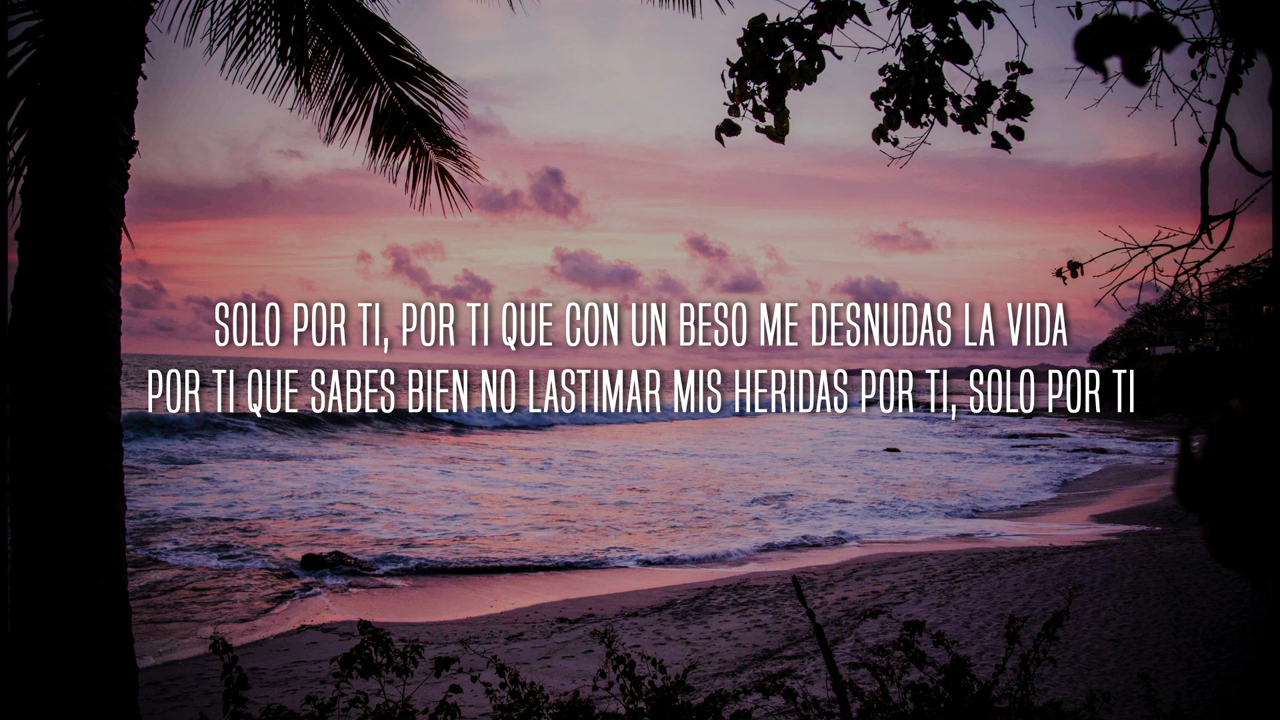 SOLO POR TI, POR TI QUE CON UN BESO ME DESNUDAS LA VIDA
POR TI QUE SABES BIEN NO LASTIMAR MIS HERIDAS POR TI, SOLO POR TI